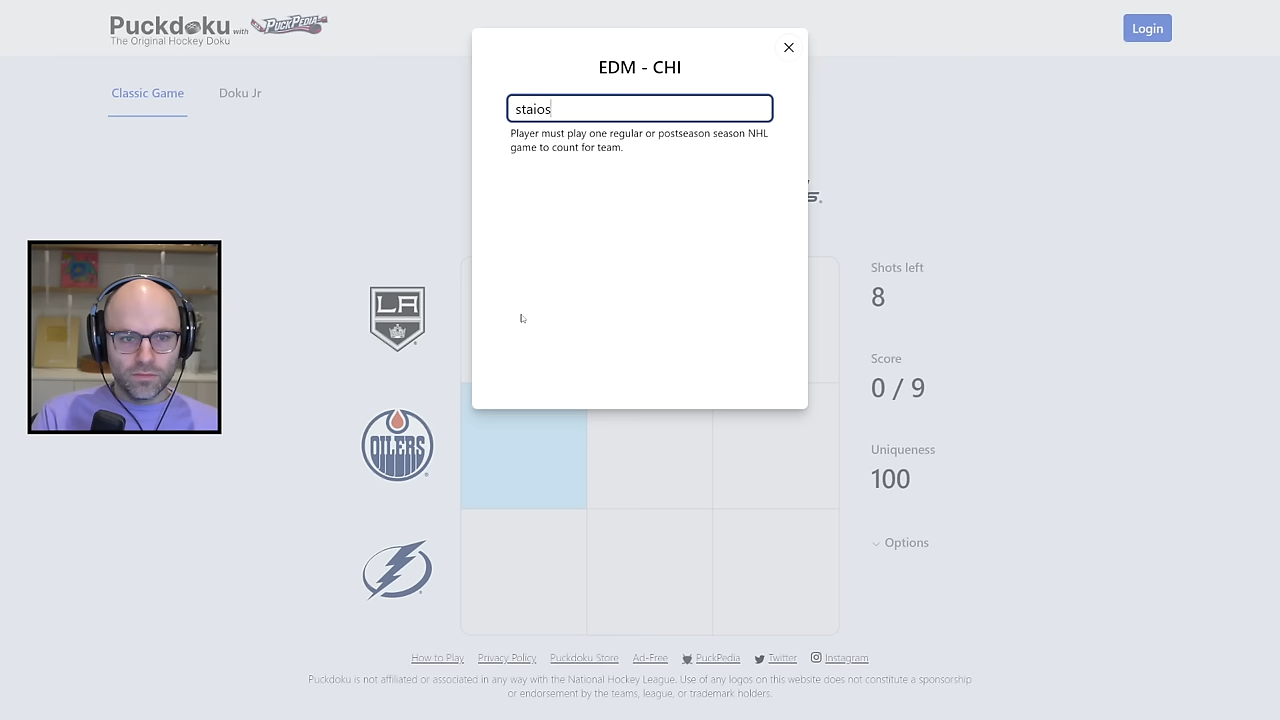 Puckdoku with PUCKPEDIA
The Original Hockey Doku
Login
Classic Game
Doku Jr
EDM - CHI
staios
Player must play one regular or postseason season NHL
game to count for team.
LA
OILERS
Shots left
8
Score
0 / 9
Uniqueness
100
Options
How to Play Privacy Policy Puckdoku Store Ad-Free PuckPedia Twitter Instagram
Puckdoku is not affiliated or associated in any way with the National Hockey League. Use of any logos on this website does not constitute a sponsorship
or endorsement by the teams, league, or trademark holders.